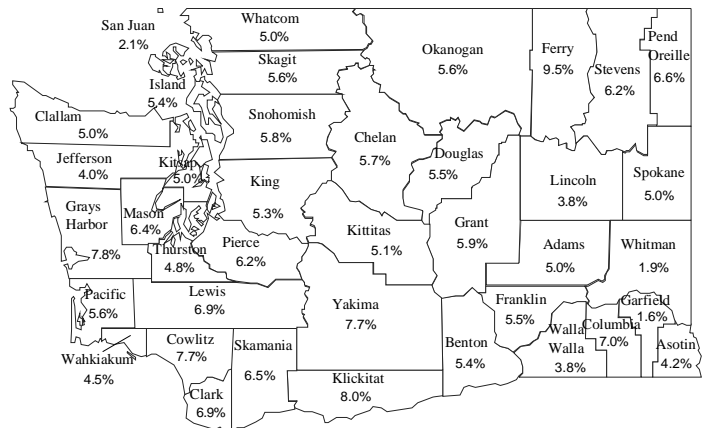 San Juan
2.1%
Whatcom
5.0%
Skagit
5.6%
Island
5.4%
Okanogan
5.6%
Ferry
9.5%
Stevens
6.2%
Pend
Oreille
6.6%
Clallam
5.0%
Snohomish
5.8%
Chelan
5.7%
Douglas
5.5%
Jefferson
4.0%
Kitsap
5.0%
King
5.3%
Lincoln
3.8%
Spokane
5.0%
Grays
Harbor
7.8%
Mason
6.4%
Thurston
4.8%
Pierce
6.2%
Kittitas
5.1%
Grant
5.9%
Adams
5.0%
Whitman
1.9%
Pacific
5.6%
Lewis
6.9%
Yakima
7.7%
Franklin
5.5%
Garfield
1.6%
Wahkiakum
4.5%
Cowlitz
7.7%
Skamania
6.5%
Benton
5.4%
Walla
Walla
3.8%
Columbia
7.0%
Asotin
4.2%
Clark
6.9%
Klickitat
8.0%